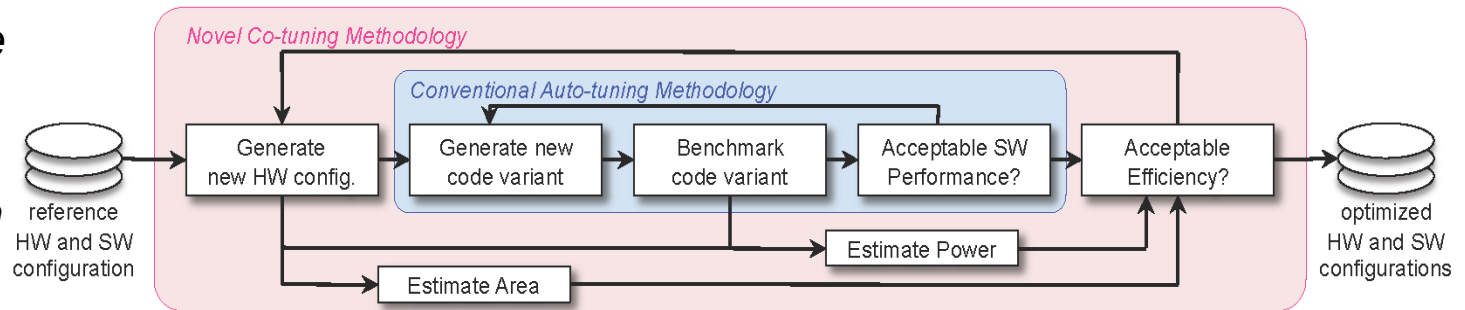 e
Novel Co-tuning Methodology
Conventional Auto-tuning Methodology
Generate
new HW config.
Generate new
code variant
Benchmark
code variant
Acceptable SW
Performance?
Acceptable
Efficiency?
reference
HW and SW
configuration
optimized
HW and SW
configurations
Estimate Power
Estimate Area